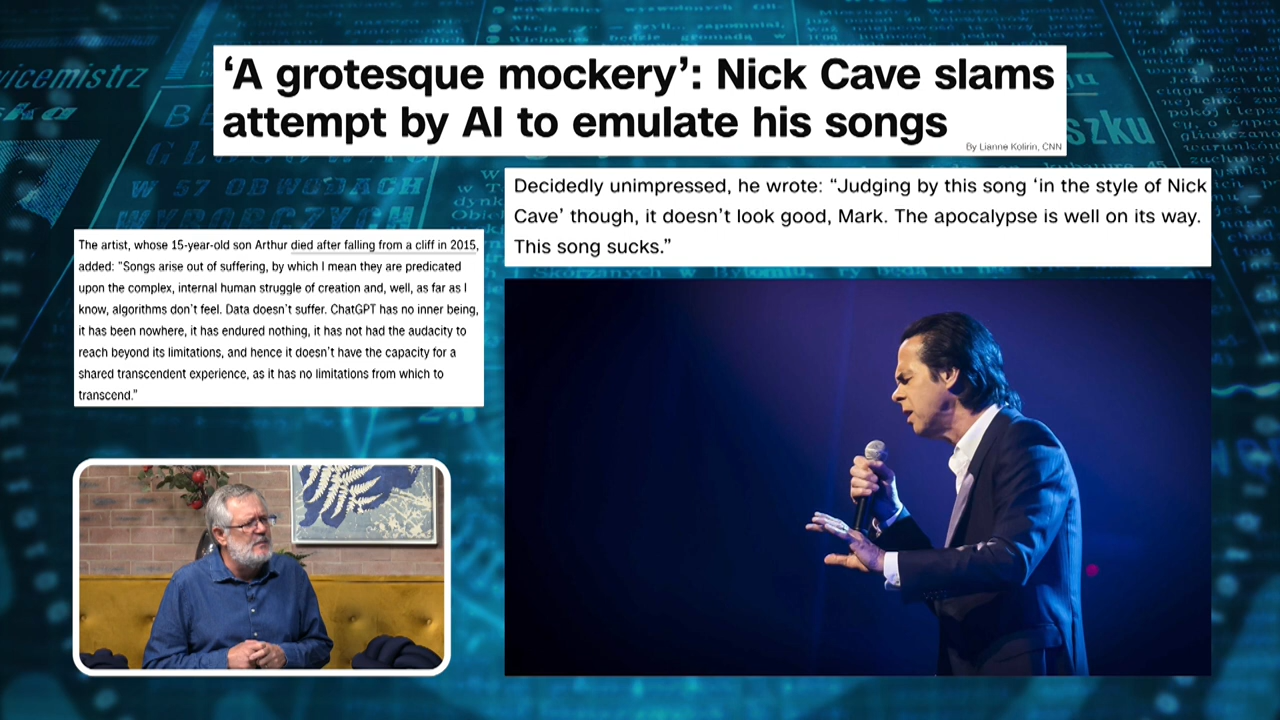 ‘A grotesque mockery’: Nick Cave slams
attempt by AI to emulate his songs
By Lianne Kolirin, CNN
Decidedly unimpressed, he wrote: “Judging by this song ‘in the style of Nick
Cave’ though, it doesn’t look good, Mark. The apocalypse is well on its way.
This song sucks.”
The artist, whose 15-year-old son Arthur died after falling from a cliff in 2015,
added: “Songs arise out of suffering, by which I mean they are predicated
upon the complex, internal human struggle of creation and, well, as far as I
know, algorithms don’t feel. Data doesn’t suffer. ChatGPT has no inner being,
it has been nowhere, it has endured nothing, it has not had the audacity to
reach beyond its limitations, and hence it doesn’t have the capacity for a
shared transcendent experience, as it has no limitations from which to
transcend.”
vicemistrz
W 57 OBWODACH
WYBORCZYCH